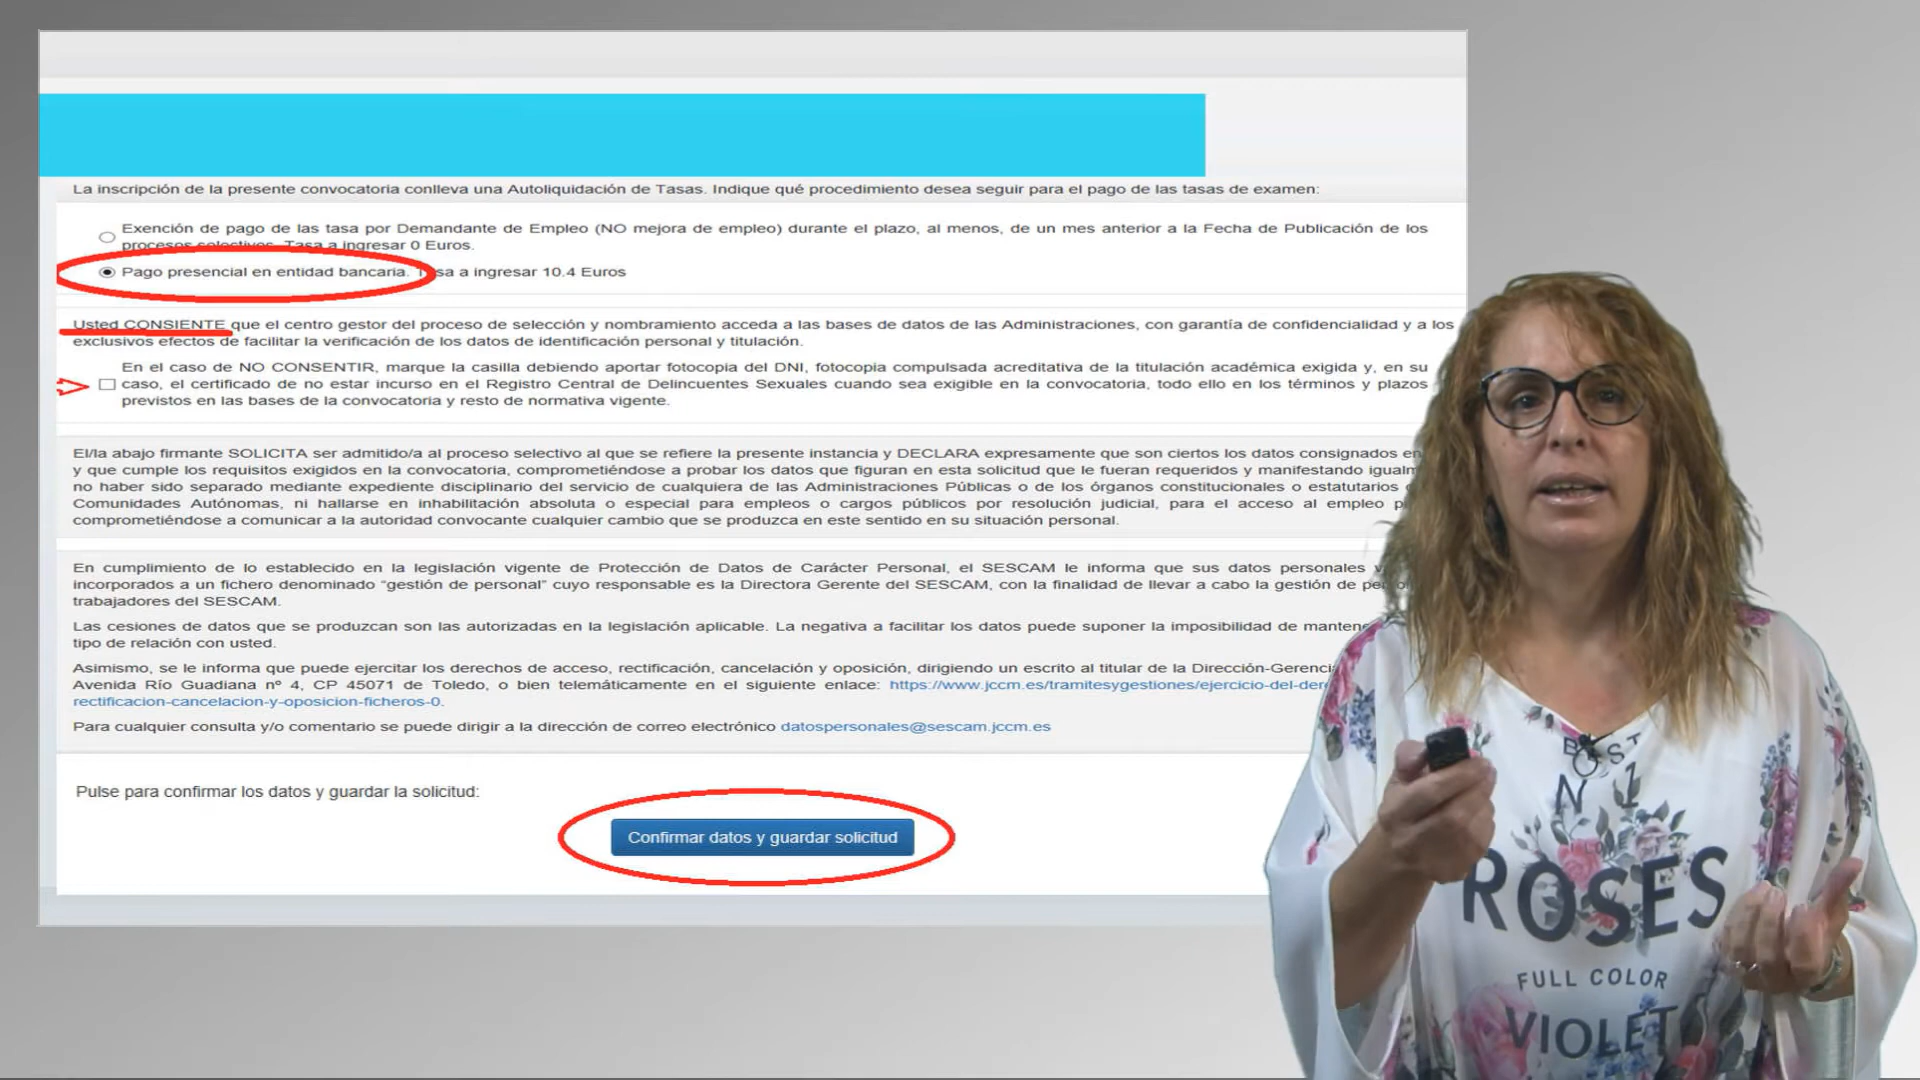 La inscripción de la presente convocatoria conlleva una Autoliquidación de Tasas. Indique qué procedimiento desea seguir para el pago de las tasas de examen:
Exención de pago de las tasa por Demandante de Empleo (NO mejora de empleo) durante el plazo, al menos, de un mes anterior a la Fecha de Publicación de los
procesos selectivos. Tasa a ingresar 0 Euros.
Pago presencial en entidad bancaria. Tasa a ingresar 10.4 Euros
Usted CONSIENTE que el centro gestor del proceso de selección y nombramiento acceda a las bases de datos de las Administraciones, con garantía de confidencialidad y a los
exclusivos efectos de facilitar la verificación de los datos de identificación personal y titulación.
En el caso de NO CONSENTIR, marque la casilla debiendo aportar fotocopia del DNI, fotocopia compulsada acreditativa de la titulación académica exigida y, en su
caso, el certificado de no estar incurso en el Registro Central de Delincuentes Sexuales cuando sea exigible en la convocatoria, todo ello en los términos y plazos
previstos en las bases de la convocatoria y resto de normativa vigente.
El/la abajo firmante SOLICITA ser admitido/a al proceso selectivo al que se refiere la presente instancia y DECLARA expresamente que son ciertos los datos consignados en
y que cumple los requisitos exigidos en la convocatoria, comprometiéndose a probar los datos que figuran en esta solicitud que le fueran requeridos y manifestando igualm
no haber sido separado mediante expediente disciplinario del servicio de cualquiera de las Administraciones Públicas o de los órganos constitucionales o estatutarios
Comunidades Autónomas, ni hallarse en inhabilitación absoluta o especial para empleos o cargos públicos por resolución judicial, para el acceso al empleo
comprometiéndose a comunicar a la autoridad convocante cualquier cambio que se produzca en este sentido en su situación personal.
En cumplimiento de lo establecido en la legislación vigente de Protección de Datos de Carácter Personal, el SESCAM le informa que sus datos personales
incorporados a un fichero denominado “gestión de personal” cuyo responsable es la Directora Gerente del SESCAM, con la finalidad de llevar a cabo la gestión de
trabajadores del SESCAM.
Las cesiones de datos que se produzcan son las autorizadas en la legislación aplicable. La negativa a facilitar los datos puede suponer la imposibilidad de mantene
tipo de relación con usted.
Asimismo, se le informa que puede ejercitar los derechos de acceso, rectificación, cancelación y oposición, dirigiendo un escrito al titular de la Dirección-Gerenci
Avenida Río Guadiana nº 4, CP 45071 de Toledo, o bien telemáticamente en el siguiente enlace: https://www.jccm.es/tramitesygestiones/ejercicio-del-der
rectificacion-cancelacion-y-oposicion-ficheros-0.
Para cualquier consulta y/o comentario se puede dirigir a la dirección de correo electrónico datospersonales@sescam.jccm.es
Pulse para confirmar los datos y guardar la solicitud:
Confirmar datos y guardar solicitud
BEST
Nº 1
ROSES
FULL COLOR
VIOLET